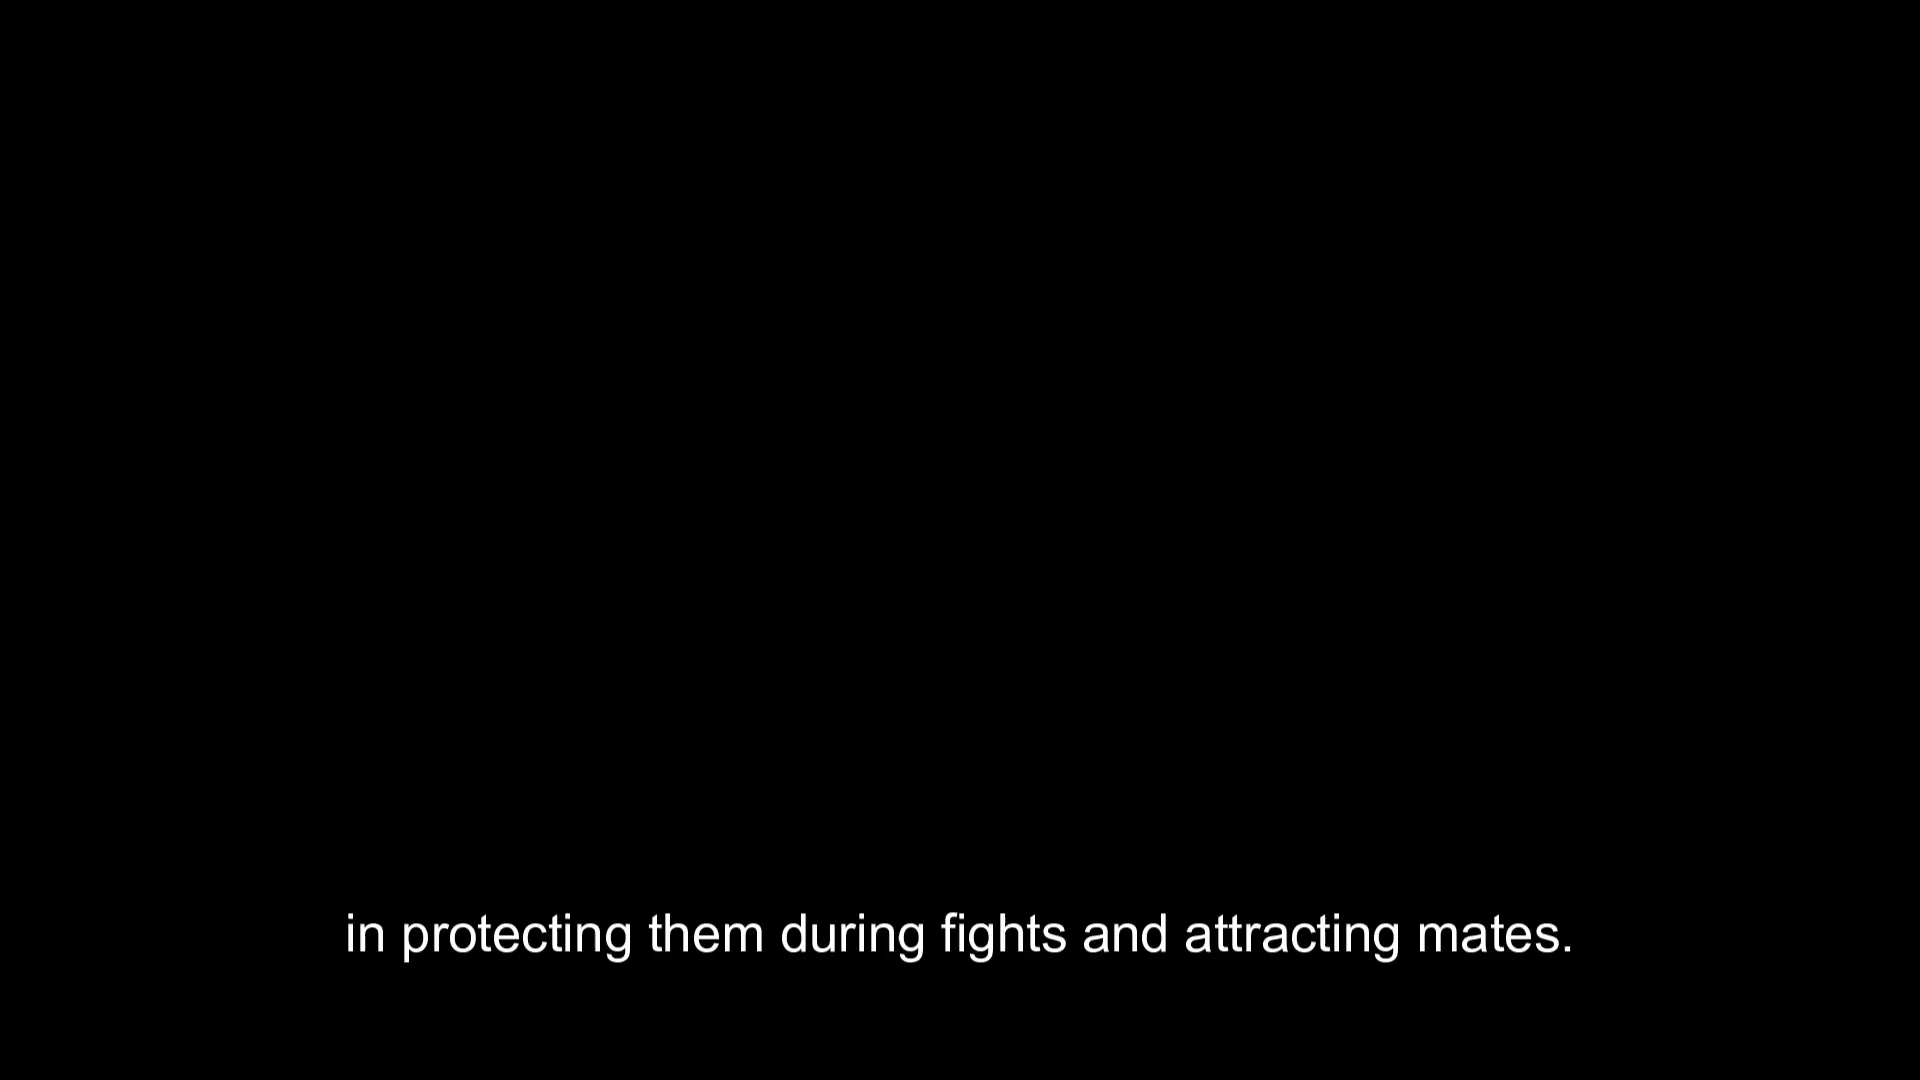 in protecting them during fights and attracting mates.